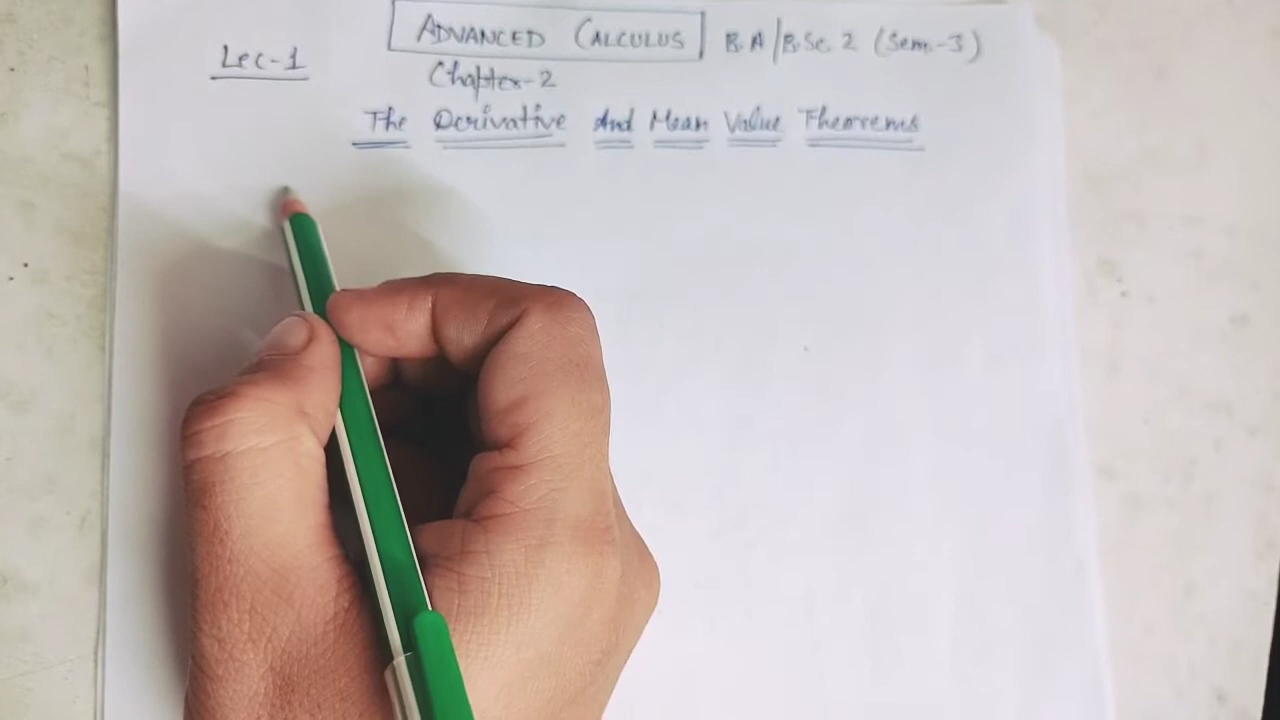 ADVANCED CALCULUS B.A/B.Sc. 2 (Sem.-3)
Lec-1
Chapter-2
The Derivative And Mean Value Theorems